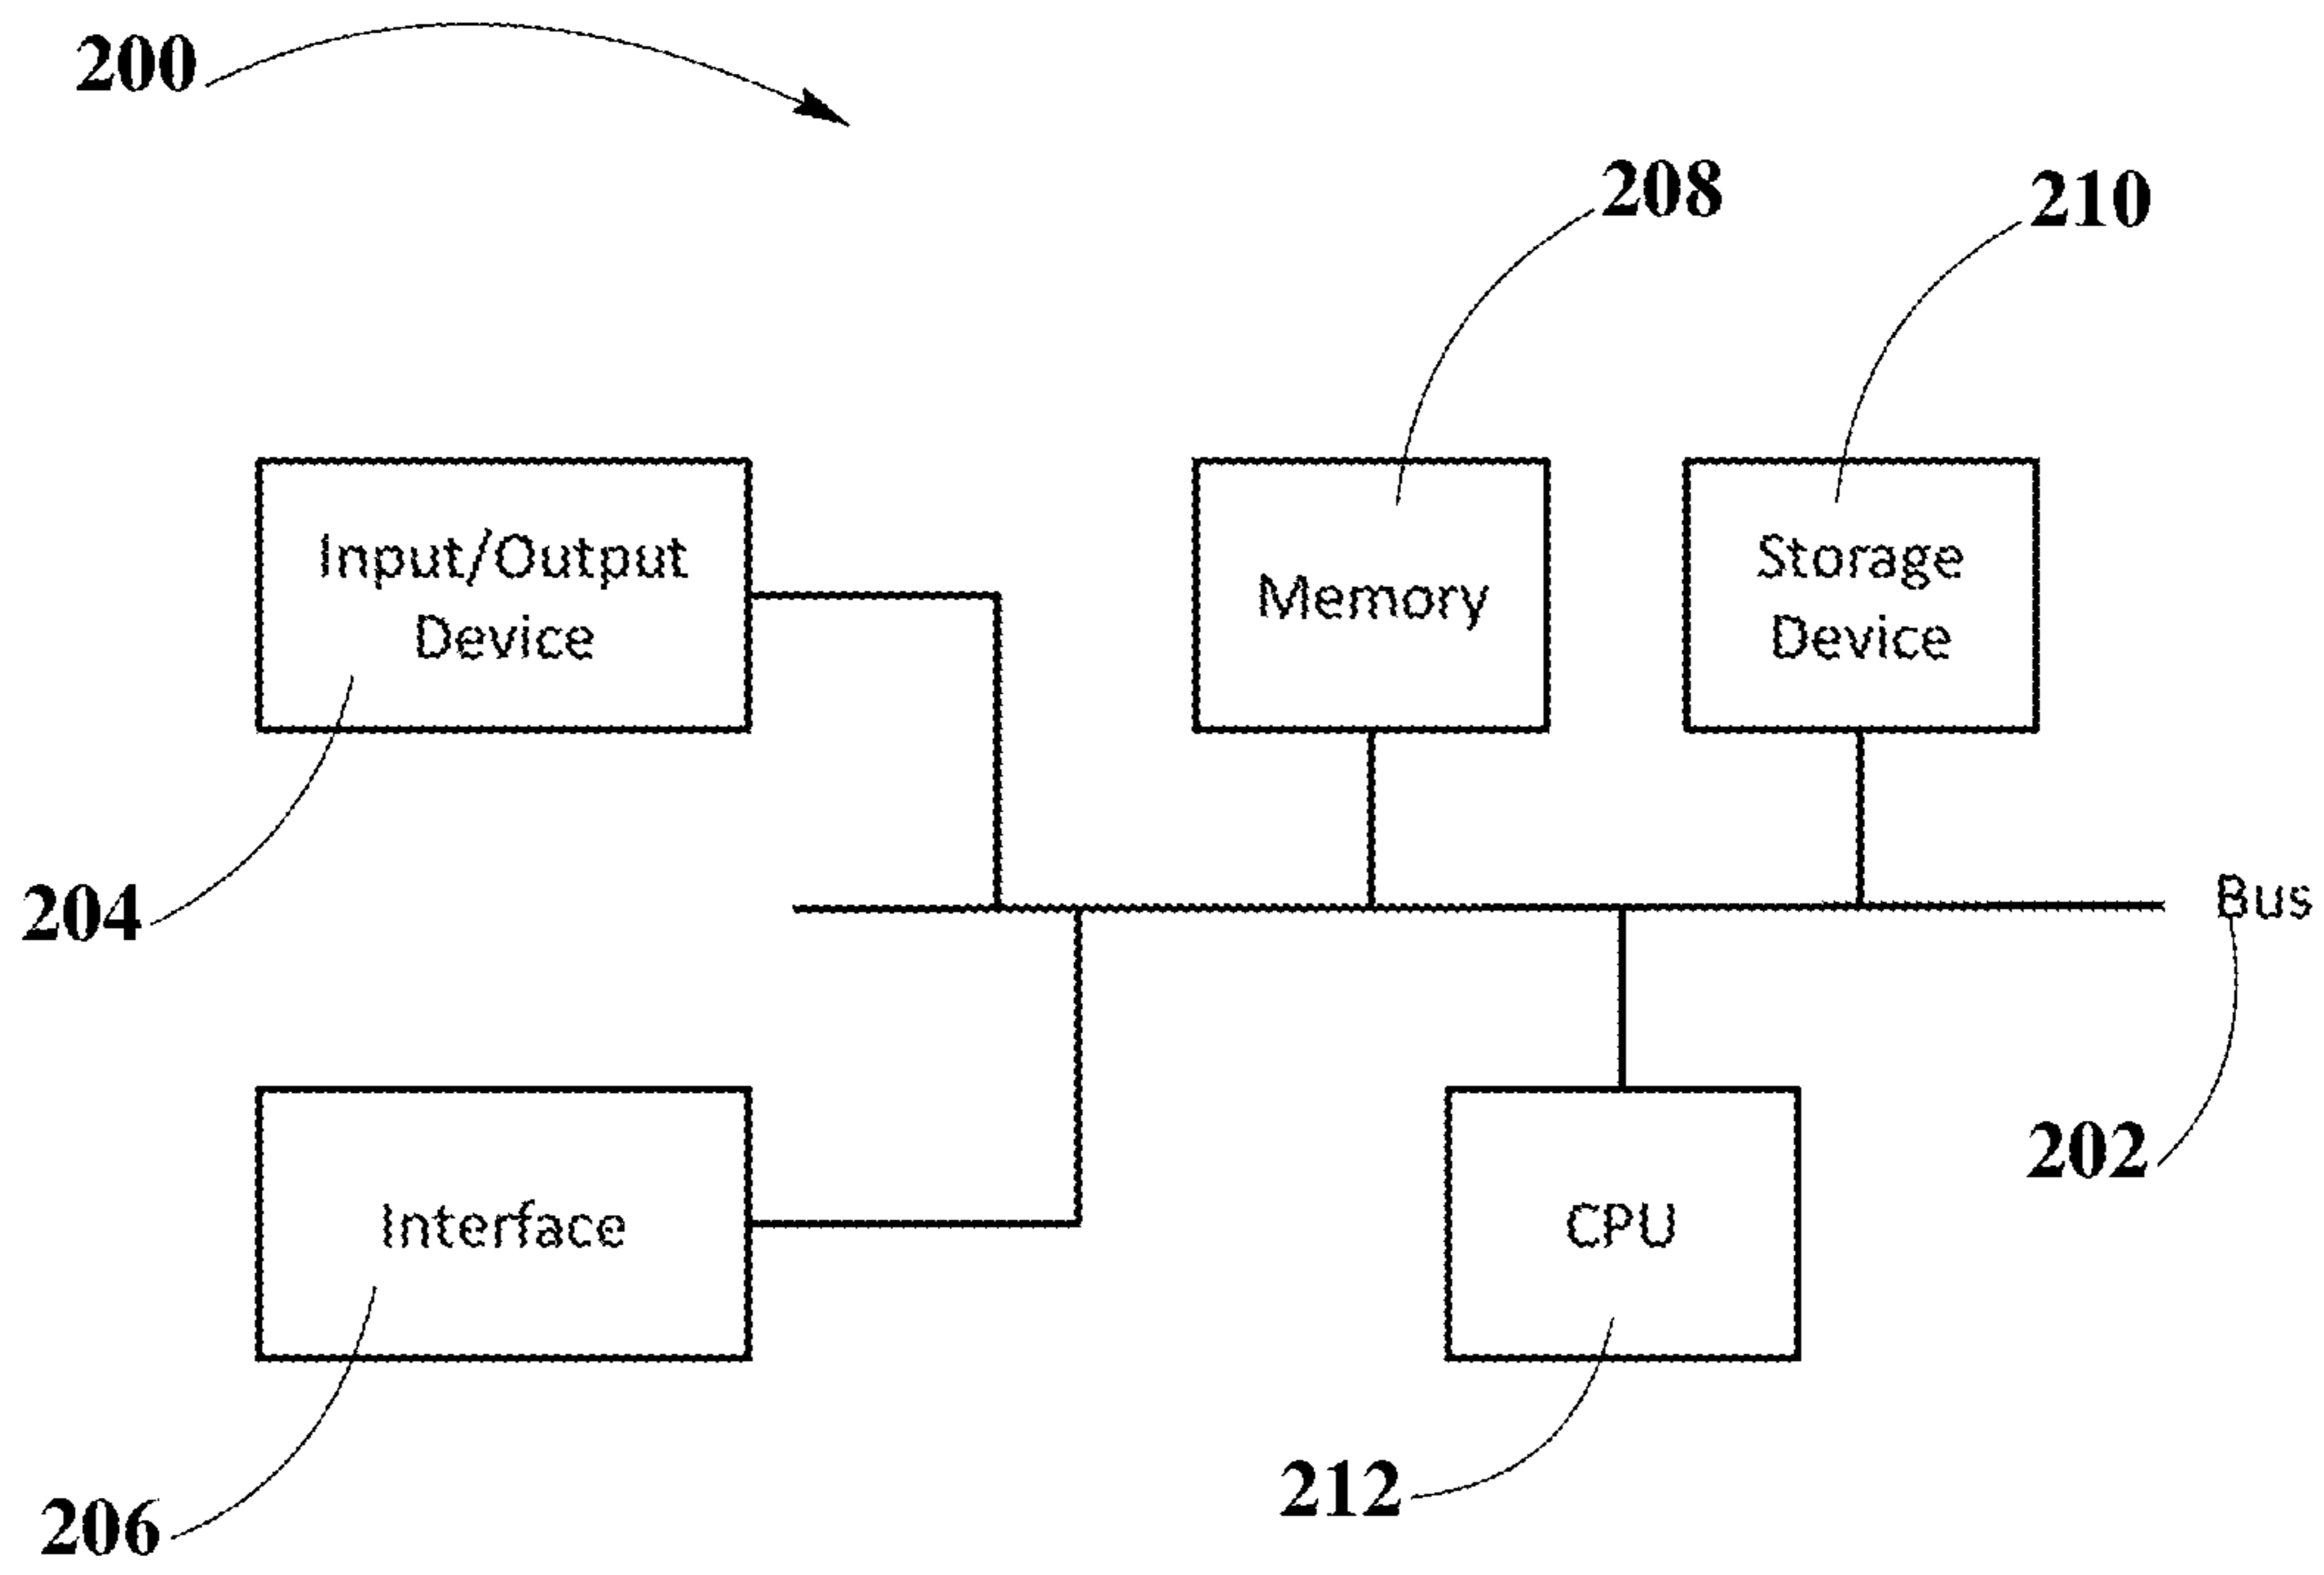 200
208
210
Input/Output
Device
Memory
Storage
Device
204
Bus
202
Interface
CPU
206
212